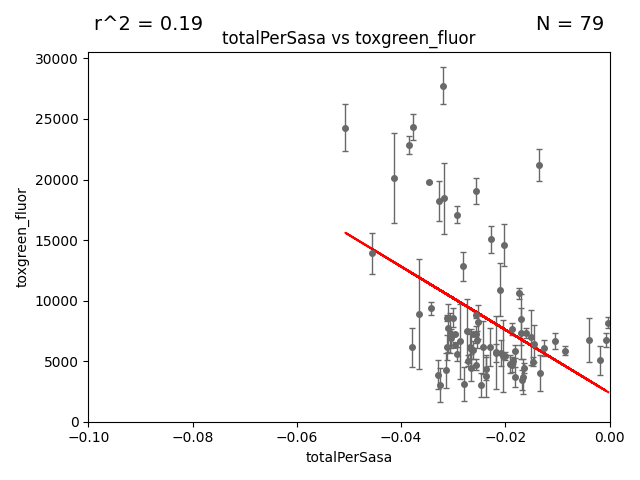 r^2 = 0.19
N = 79
totalPerSasa vs toxgreen_fluor
30000
25000
20000
15000
10000
5000
0
toxgreen_fluor
−0.10
−0.08
−0.06
−0.04
−0.02
0.00
totalPerSasa